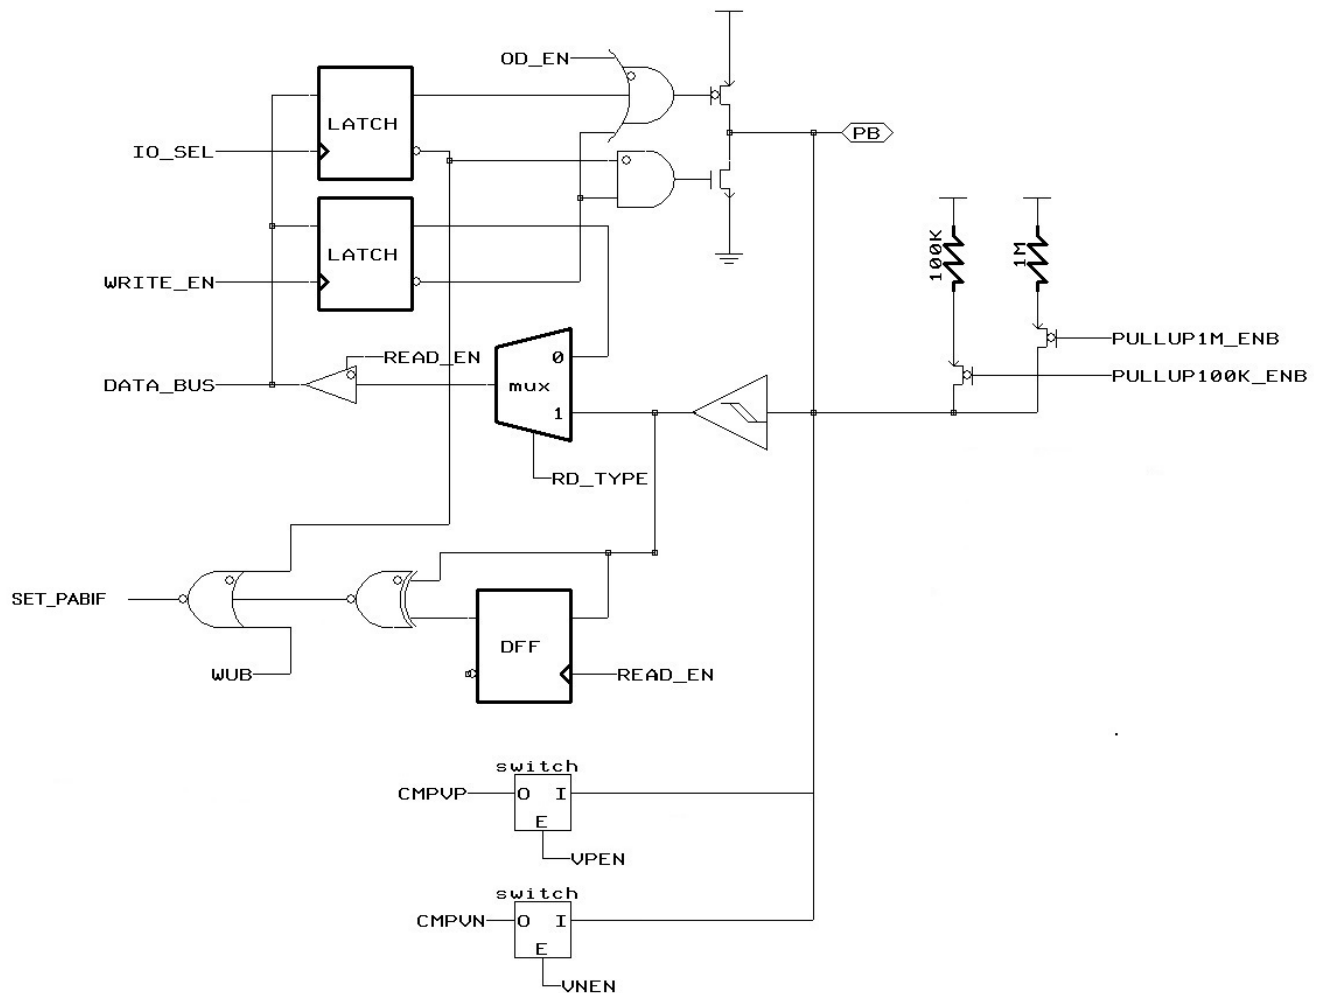 OD_EN
LATCH
PB
IO_SEL
LATCH
100K
1M
WRITE_EN
PULLUP1M_ENB
READ_EN
0
PULLUP100K_ENB
DATA_BUS
mux
1
RD_TYPE
SET_PABIF
DFF
WUB
READ_EN
switch
CMPVP
O I
E
VPEN
switch
CMPVN
O I
E
VNEN